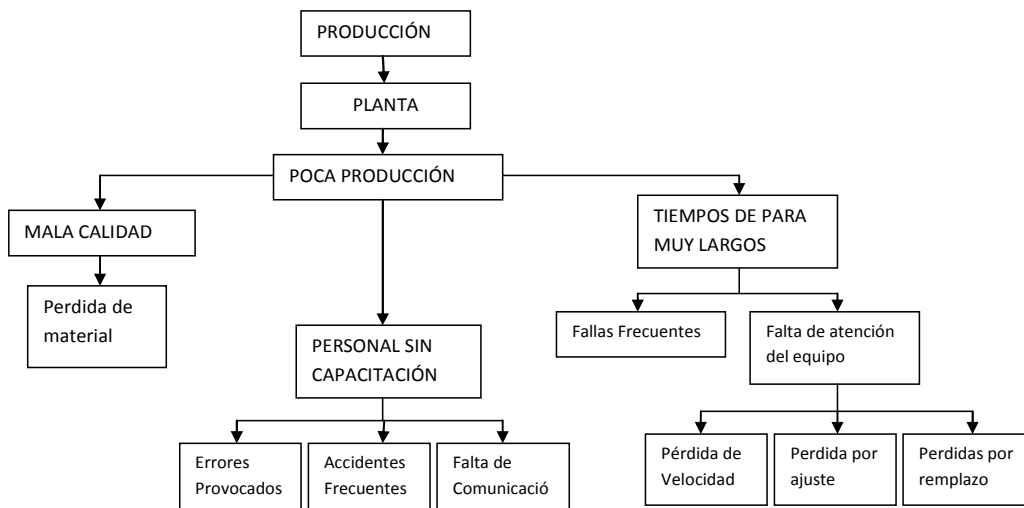 PRODUCCIÓN
PLANTA
POCA PRODUCCIÓN
MALA CALIDAD
TIEMPOS DE PARA
MUY LARGOS
Perdida de
material
Fallas Frecuentes
Falta de atención
del equipo
PERSONAL SIN
CAPACITACIÓN
Errores
Provocados
Accidentes
Frecuentes
Falta de
Comunicació
Pérdida de
Velocidad
Perdida por
ajuste
Perdidas por
remplazo